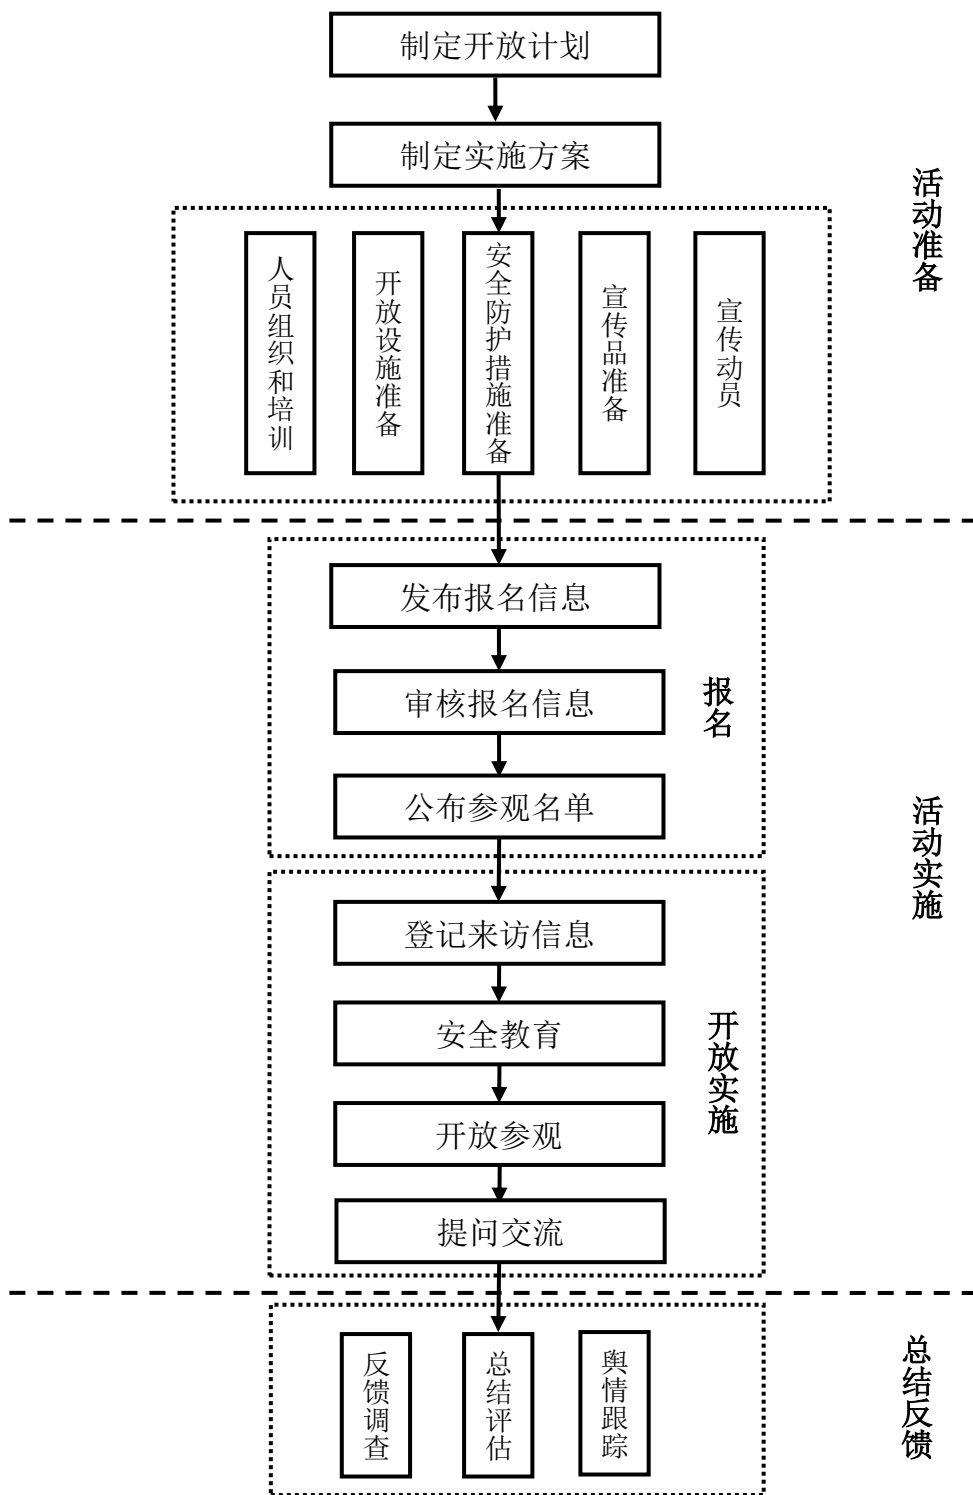 制定开放计划
制定实施方案
活动准备
人员组织和培训
开放设施准备
安全防护措施准备
宣传品准备
宣传动员
发布报名信息
审核报名信息
公布参观名单
报名
活动实施
登记来访信息
安全教育
开放参观
提问交流
开放实施
反馈调查
总结评估
舆情跟踪
总结反馈